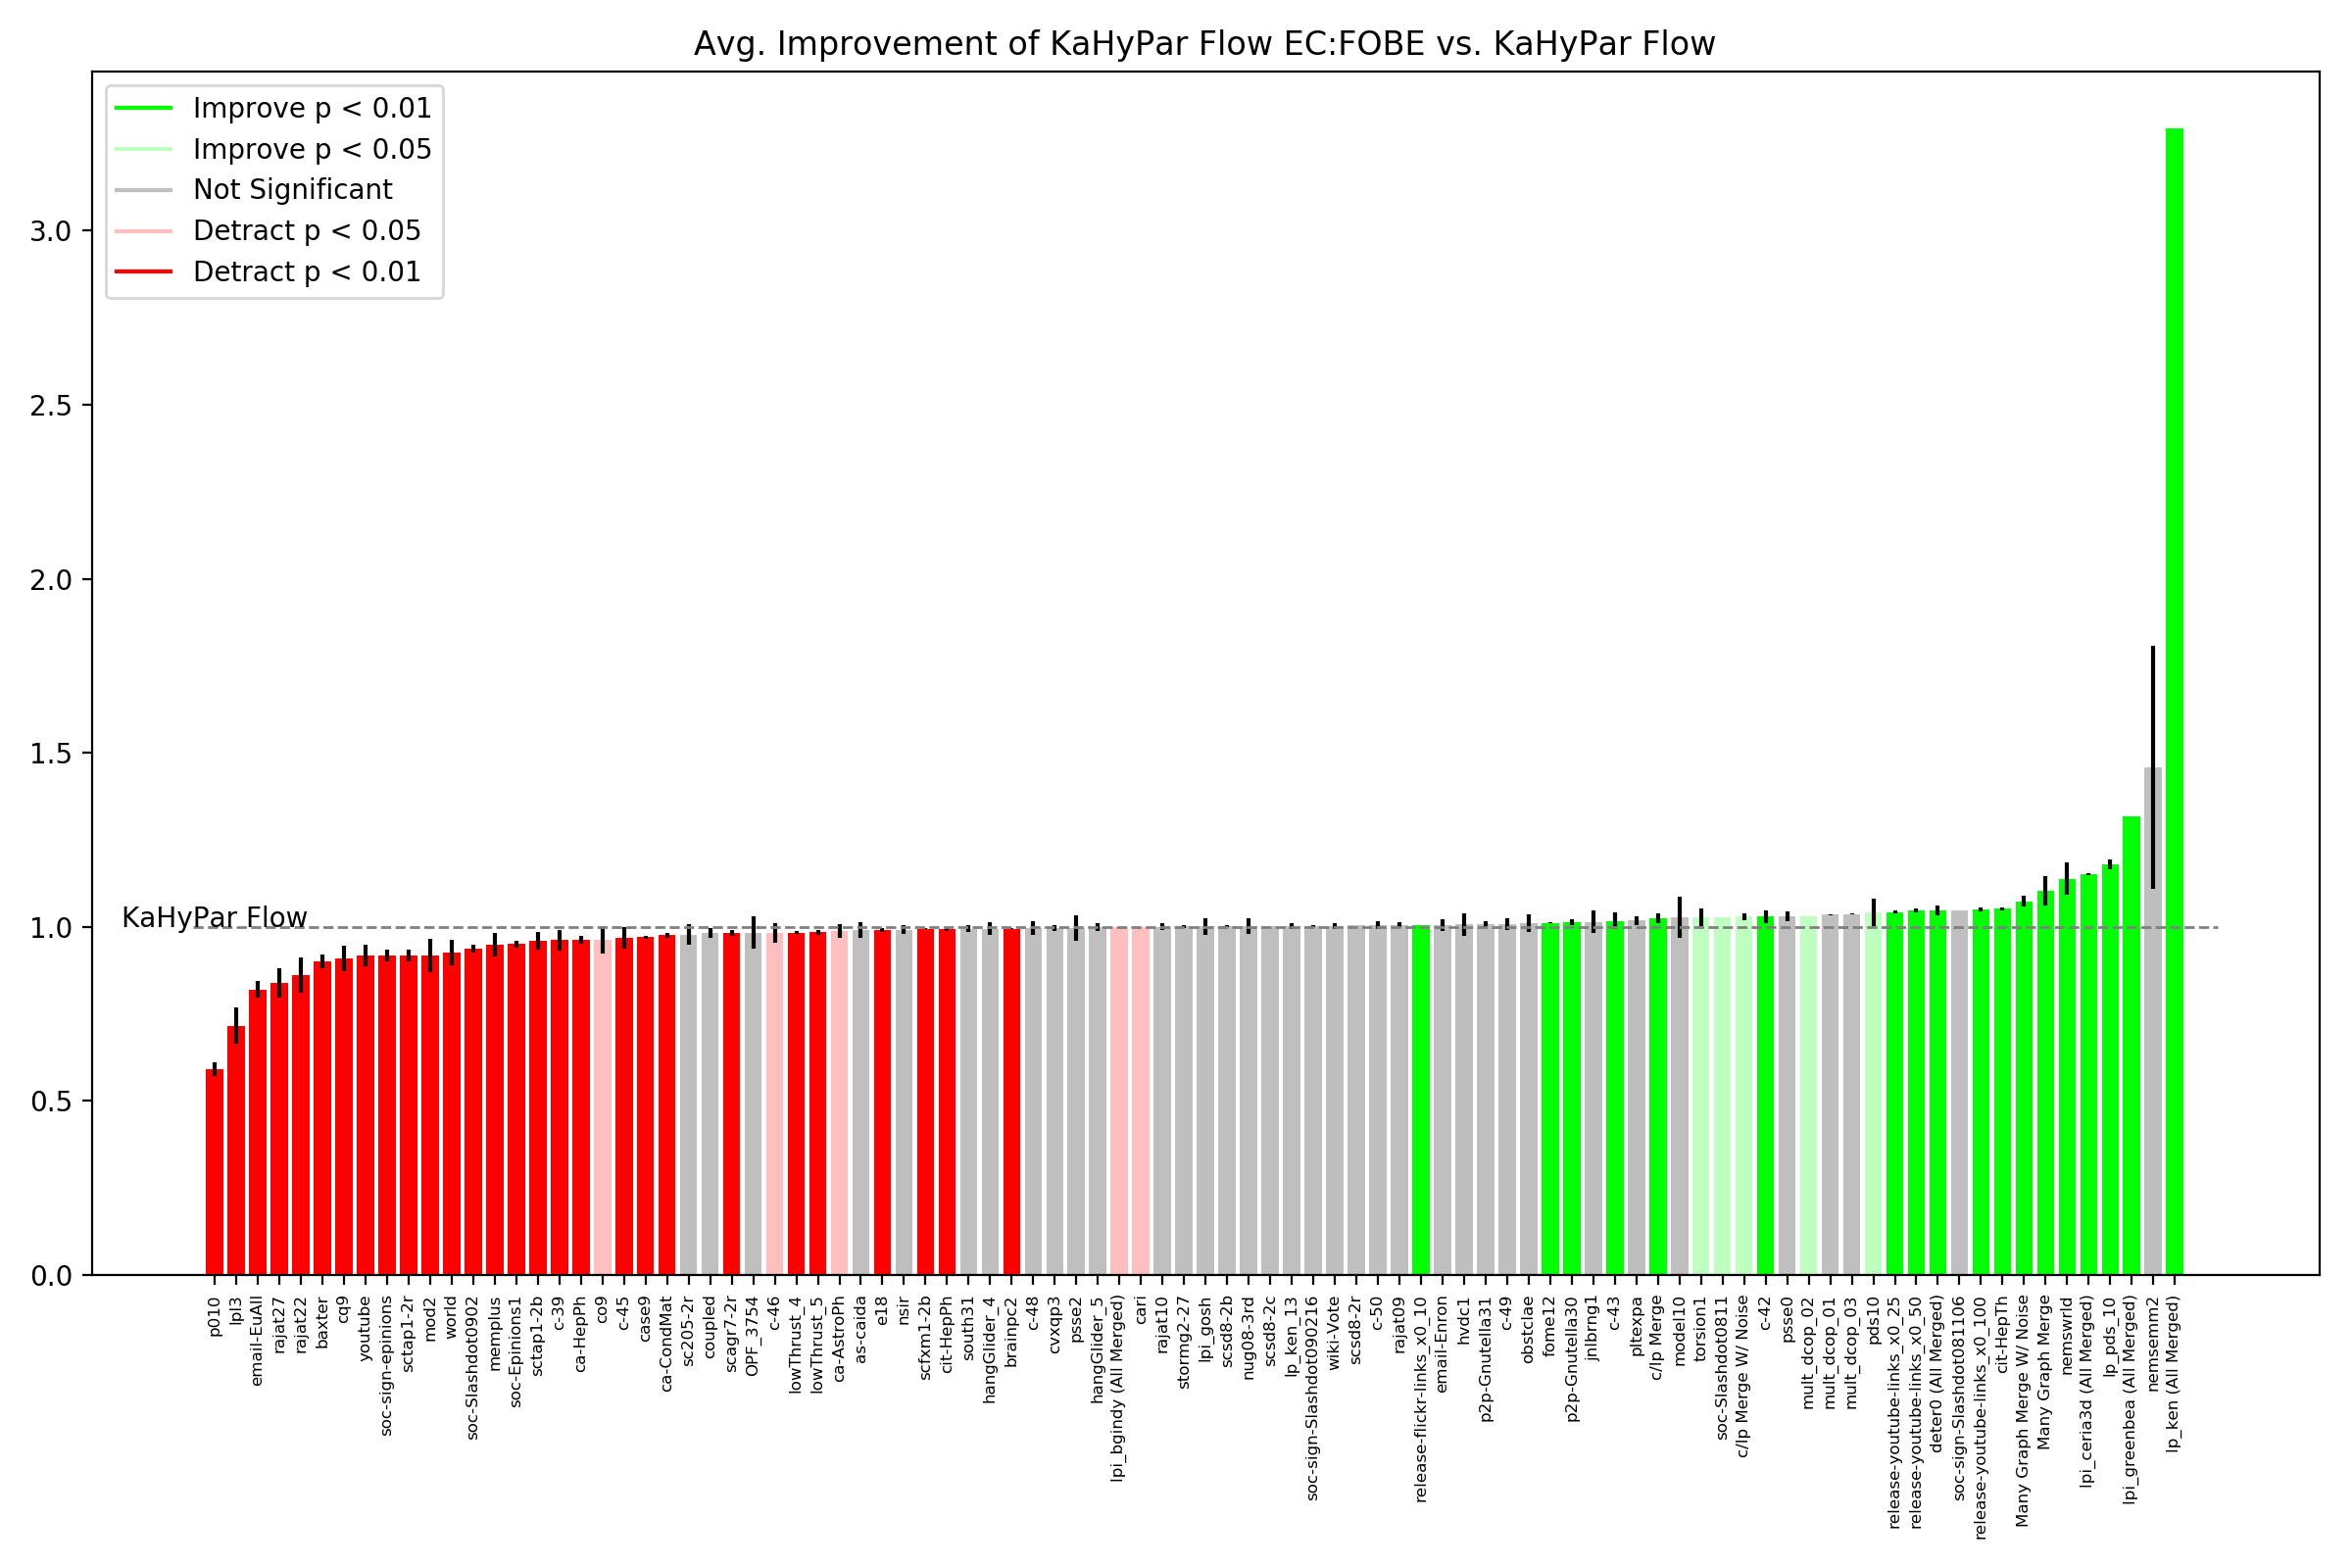 Avg. Improvement of KaHyPar Flow EC:FOBE vs. KaHyPar Flow
Improve p < 0.01
Improve p < 0.05
Not Significant
Detract p < 0.05
Detract p < 0.01
3.0
2.5
2.0
1.5
1.0
0.5
0.0
KaHyPar Flow
p010
lpl3
email-EuAll
rajat27
rajat22
baxter
cq9
youtube
soc-sign-epinions
sctap1-2r
mod2
world
soc-Slashdot0902
memplus
soc-Epinions1
sctap1-2b
c-39
ca-HepPh
co9
c-45
case9
ca-CondMat
sc205-2r
coupled
scagr7-2r
OPF_3754
c-46
lowThrust_4
lowThrust_5
ca-AstroPh
as-caida
e18
nsir
scfxm1-2b
cit-HepPh
south31
hangGlider_4
brainpc2
c-48
cvxqp3
psse2
hangGlider_5
lpi_bgindy (All Merged)
cari
rajat10
stormg2-27
lpi_gosh
scsd8-2b
nug08-3rd
scsd8-2c
lp_ken_13
soc-sign-Slashdot090216
wiki-Vote
scsd8-2r
c-50
rajat09
release-flickr-links_x0_10
email-Enron
hvdc1
p2p-Gnutella31
c-49
obstclae
fome12
p2p-Gnutella30
jnlbrng1
c-43
pltexpa
c/lp Merge
model10
torsion1
soc-Slashdot0811
c/lp Merge W/ Noise
c-42
psse0
mult_dcop_02
mult_dcop_01
mult_dcop_03
pds10
release-youtube-links_x0_25
release-youtube-links_x0_50
deter0 (All Merged)
soc-sign-Slashdot081106
release-youtube-links_x0_100
cit-HepTh
Many Graph Merge W/ Noise
Many Graph Merge
nemswrld
lpi_ceria3d (All Merged)
lp_pds_10
lpi_greenbea (All Merged)
nemsemm2
lp_ken (All Merged)